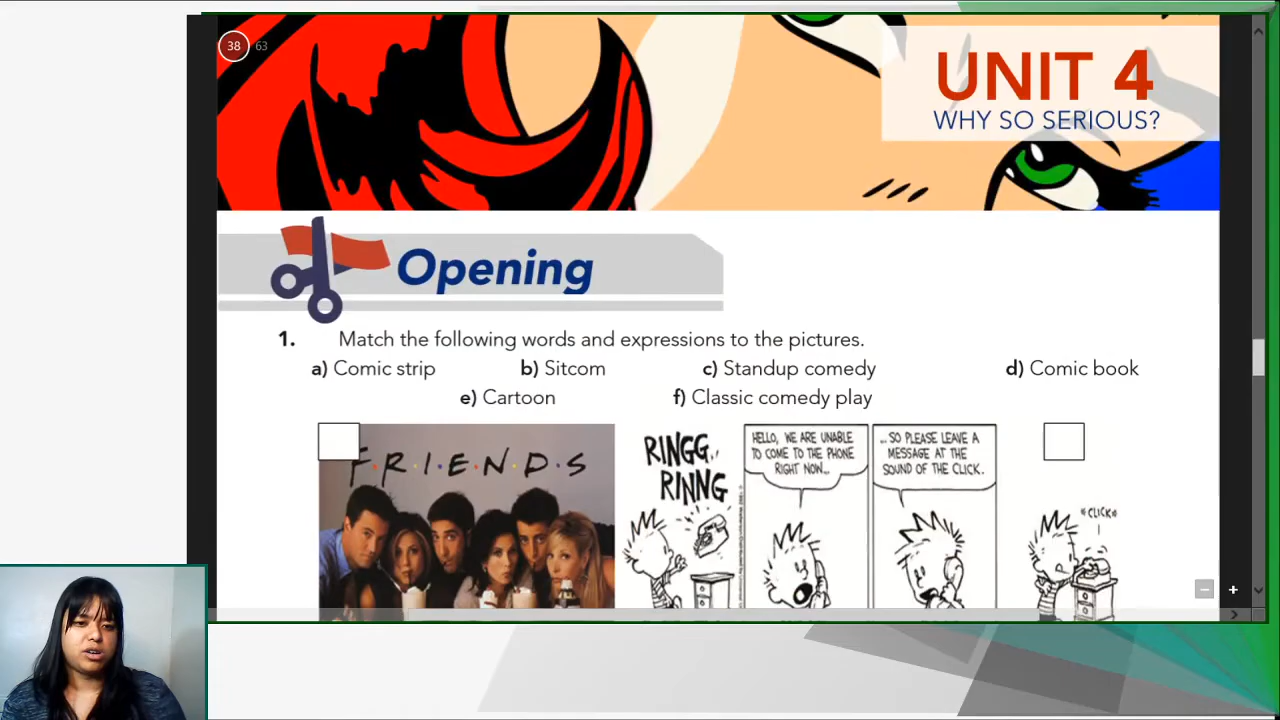 38 63
UNIT 4
WHY SO SERIOUS?
Opening
1. Match the following words and expressions to the pictures.
a) Comic strip b) Sitcom c) Standup comedy d) Comic book
e) Cartoon f) Classic comedy play
F·R·I·E·N·D·S
RINGG..
RINNG
HELLO, WE ARE UNABLE
TO COME TO THE PHONE
RIGHT NOW...
... SO PLEASE LEAVE A
MESSAGE AT THE
SOUND OF THE CLICK.
*CLICK*